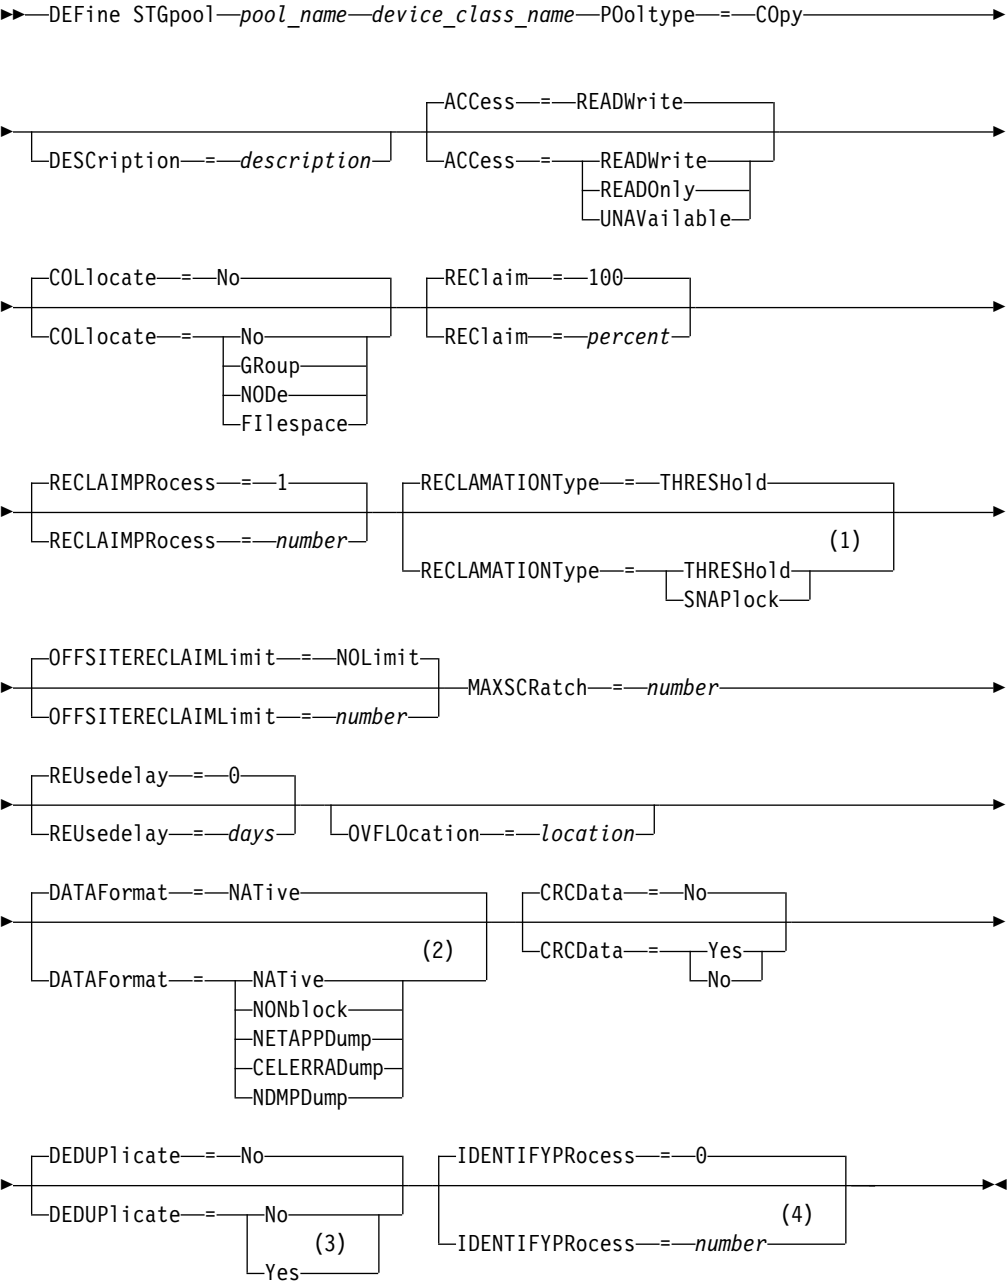 DEFine STGpool pool_name device_class_name POoltype = COpy
ACCess = READWrite
DESCription = description ACCess = READWrite
READOnly
UNAVailable
COLlocate = No REClaim = 100
COLlocate = No REClaim = percent
GRoup
NODe
FIlespace
RECLAIMPRocess = 1 RECLAMATIONType = THRESHold
RECLAIMPRocess = number (1)
RECLAMATIONType = THRESHold
SNAPlock
OFFSITERECLAIMLimit = NOLimit
MAXSCRatch = number
OFFSITERECLAIMLimit = number
REUsedelay = 0
REUsedelay = days OVFLOcation = location
DATAFormat = NATive CRCData = No
(2) CRCData = Yes
DATAFormat = NATive No
NONblock
NETAPPDump
CELERRADump
NDMPDump
DEDUPlicate = No IDENTIFYPRocess = 0
DEDUPlicate = No (4)
(3) IDENTIFYPRocess = number
Yes